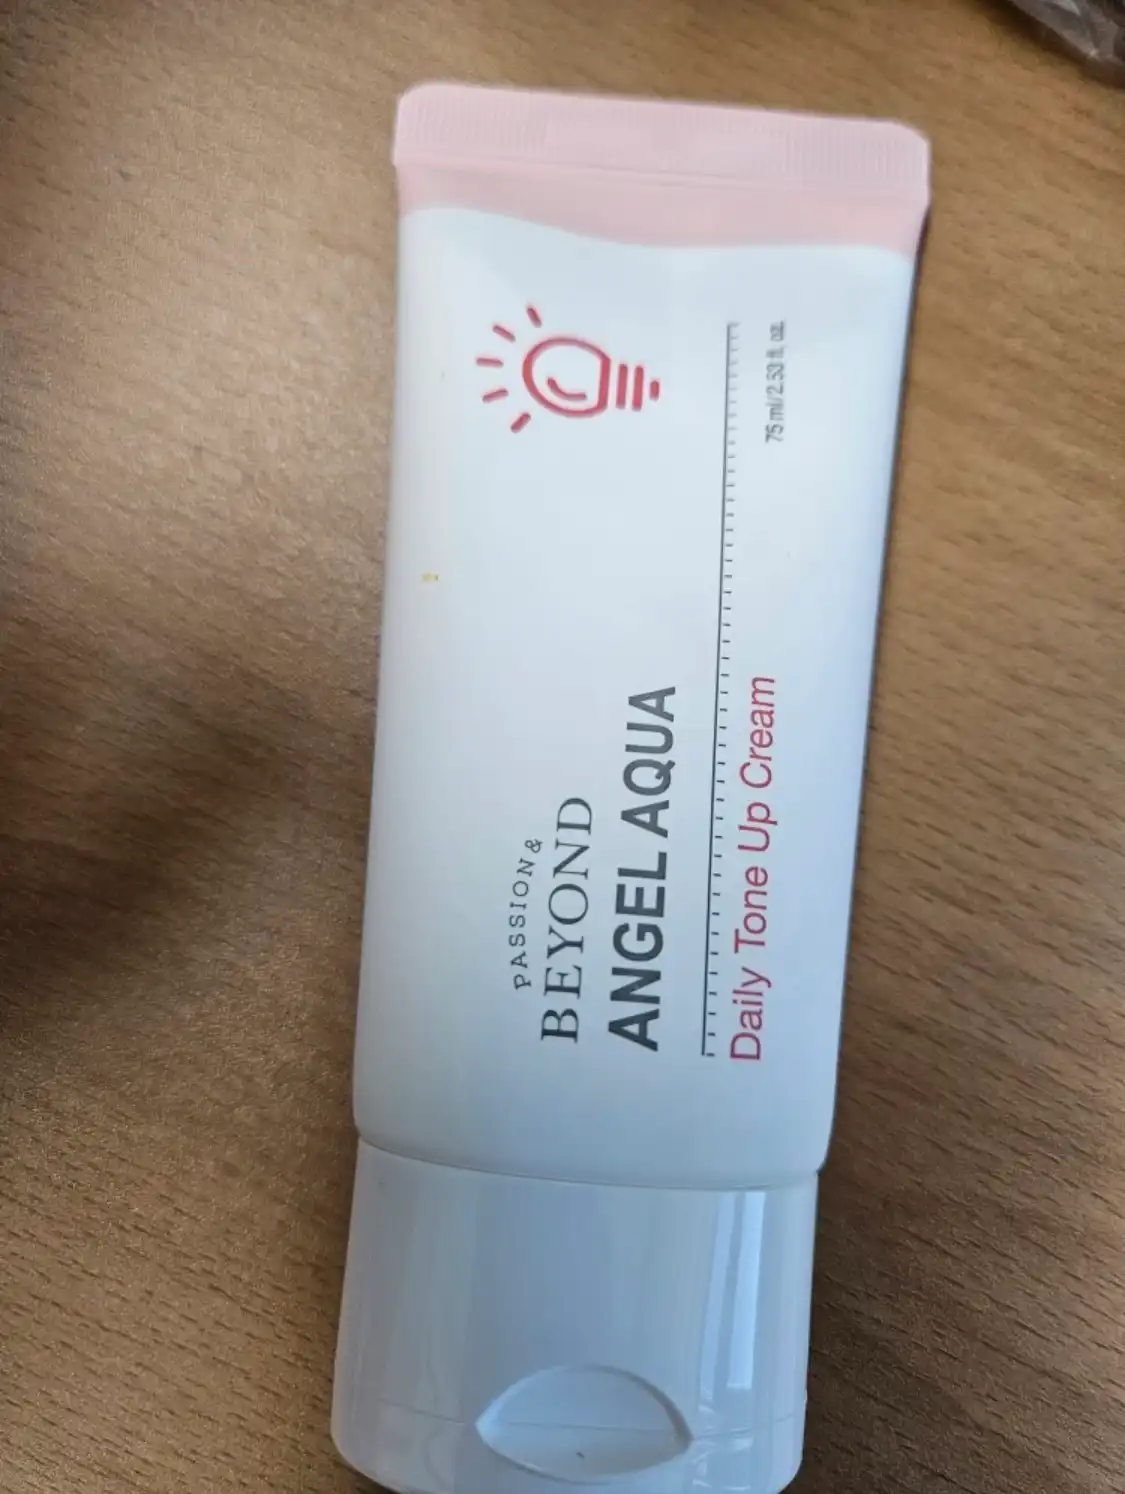 PASSION &
BEYOND
ANGEL AQUA
Daily Tone Up Cream
75 ml/2.53 fl. oz.